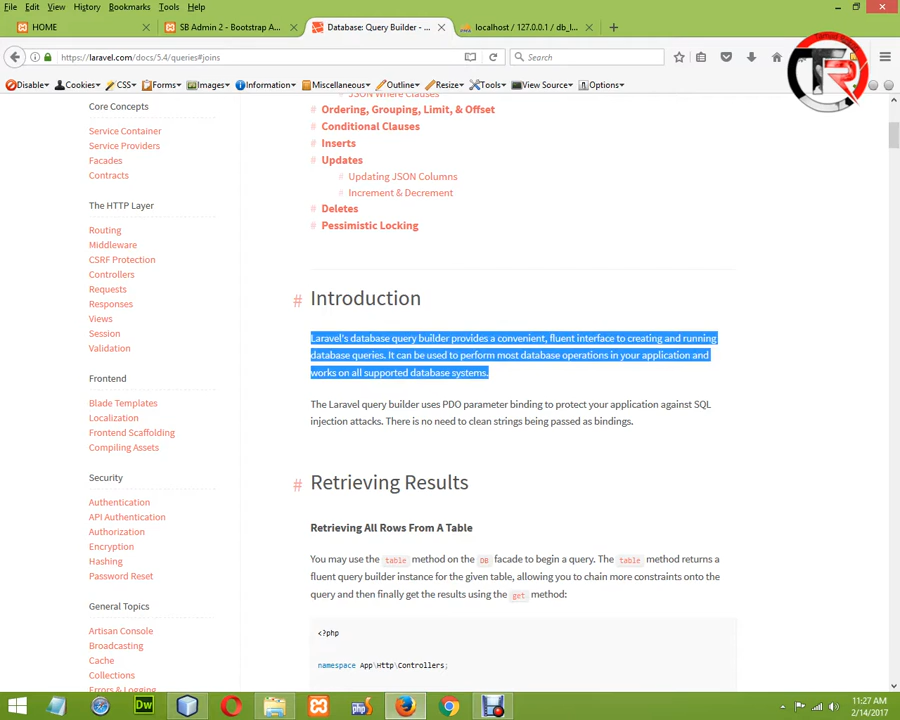 File Edit View History Bookmarks Tools Help
HOME
SB Admin 2 - Bootstrap A...
Database: Query Builder - ...
localhost / 127.0.0.1 / db_l...
https://laravel.com/docs/5.4/queries#joins
Search
Disable Cookies CSS Forms Images Information Miscellaneous Outline Resize Tools View Source Options
Core Concepts
Service Container
Service Providers
Facades
Contracts
The HTTP Layer
Routing
Middleware
CSRF Protection
Controllers
Requests
Responses
Views
Session
Validation
Frontend
Blade Templates
Localization
Frontend Scaffolding
Compiling Assets
Security
Authentication
API Authentication
Authorization
Encryption
Hashing
Password Reset
General Topics
Artisan Console
Broadcasting
Cache
Collections
Errors & Logging
JSON Where Clauses
# Ordering, Grouping, Limit, & Offset
# Conditional Clauses
# Inserts
# Updates
# Updating JSON Columns
# Increment & Decrement
# Deletes
# Pessimistic Locking
# Introduction
Laravel's database query builder provides a convenient, fluent interface to creating and running
database queries. It can be used to perform most database operations in your application and
works on all supported database systems.
The Laravel query builder uses PDO parameter binding to protect your application against SQL
injection attacks. There is no need to clean strings being passed as bindings.
# Retrieving Results
Retrieving All Rows From A Table
You may use the table method on the DB facade to begin a query. The table method returns a
fluent query builder instance for the given table, allowing you to chain more constraints onto the
query and then finally get the results using the get method:
<?php
namespace App\Http\Controllers;
Dw
php
11:27 AM
2/14/2017